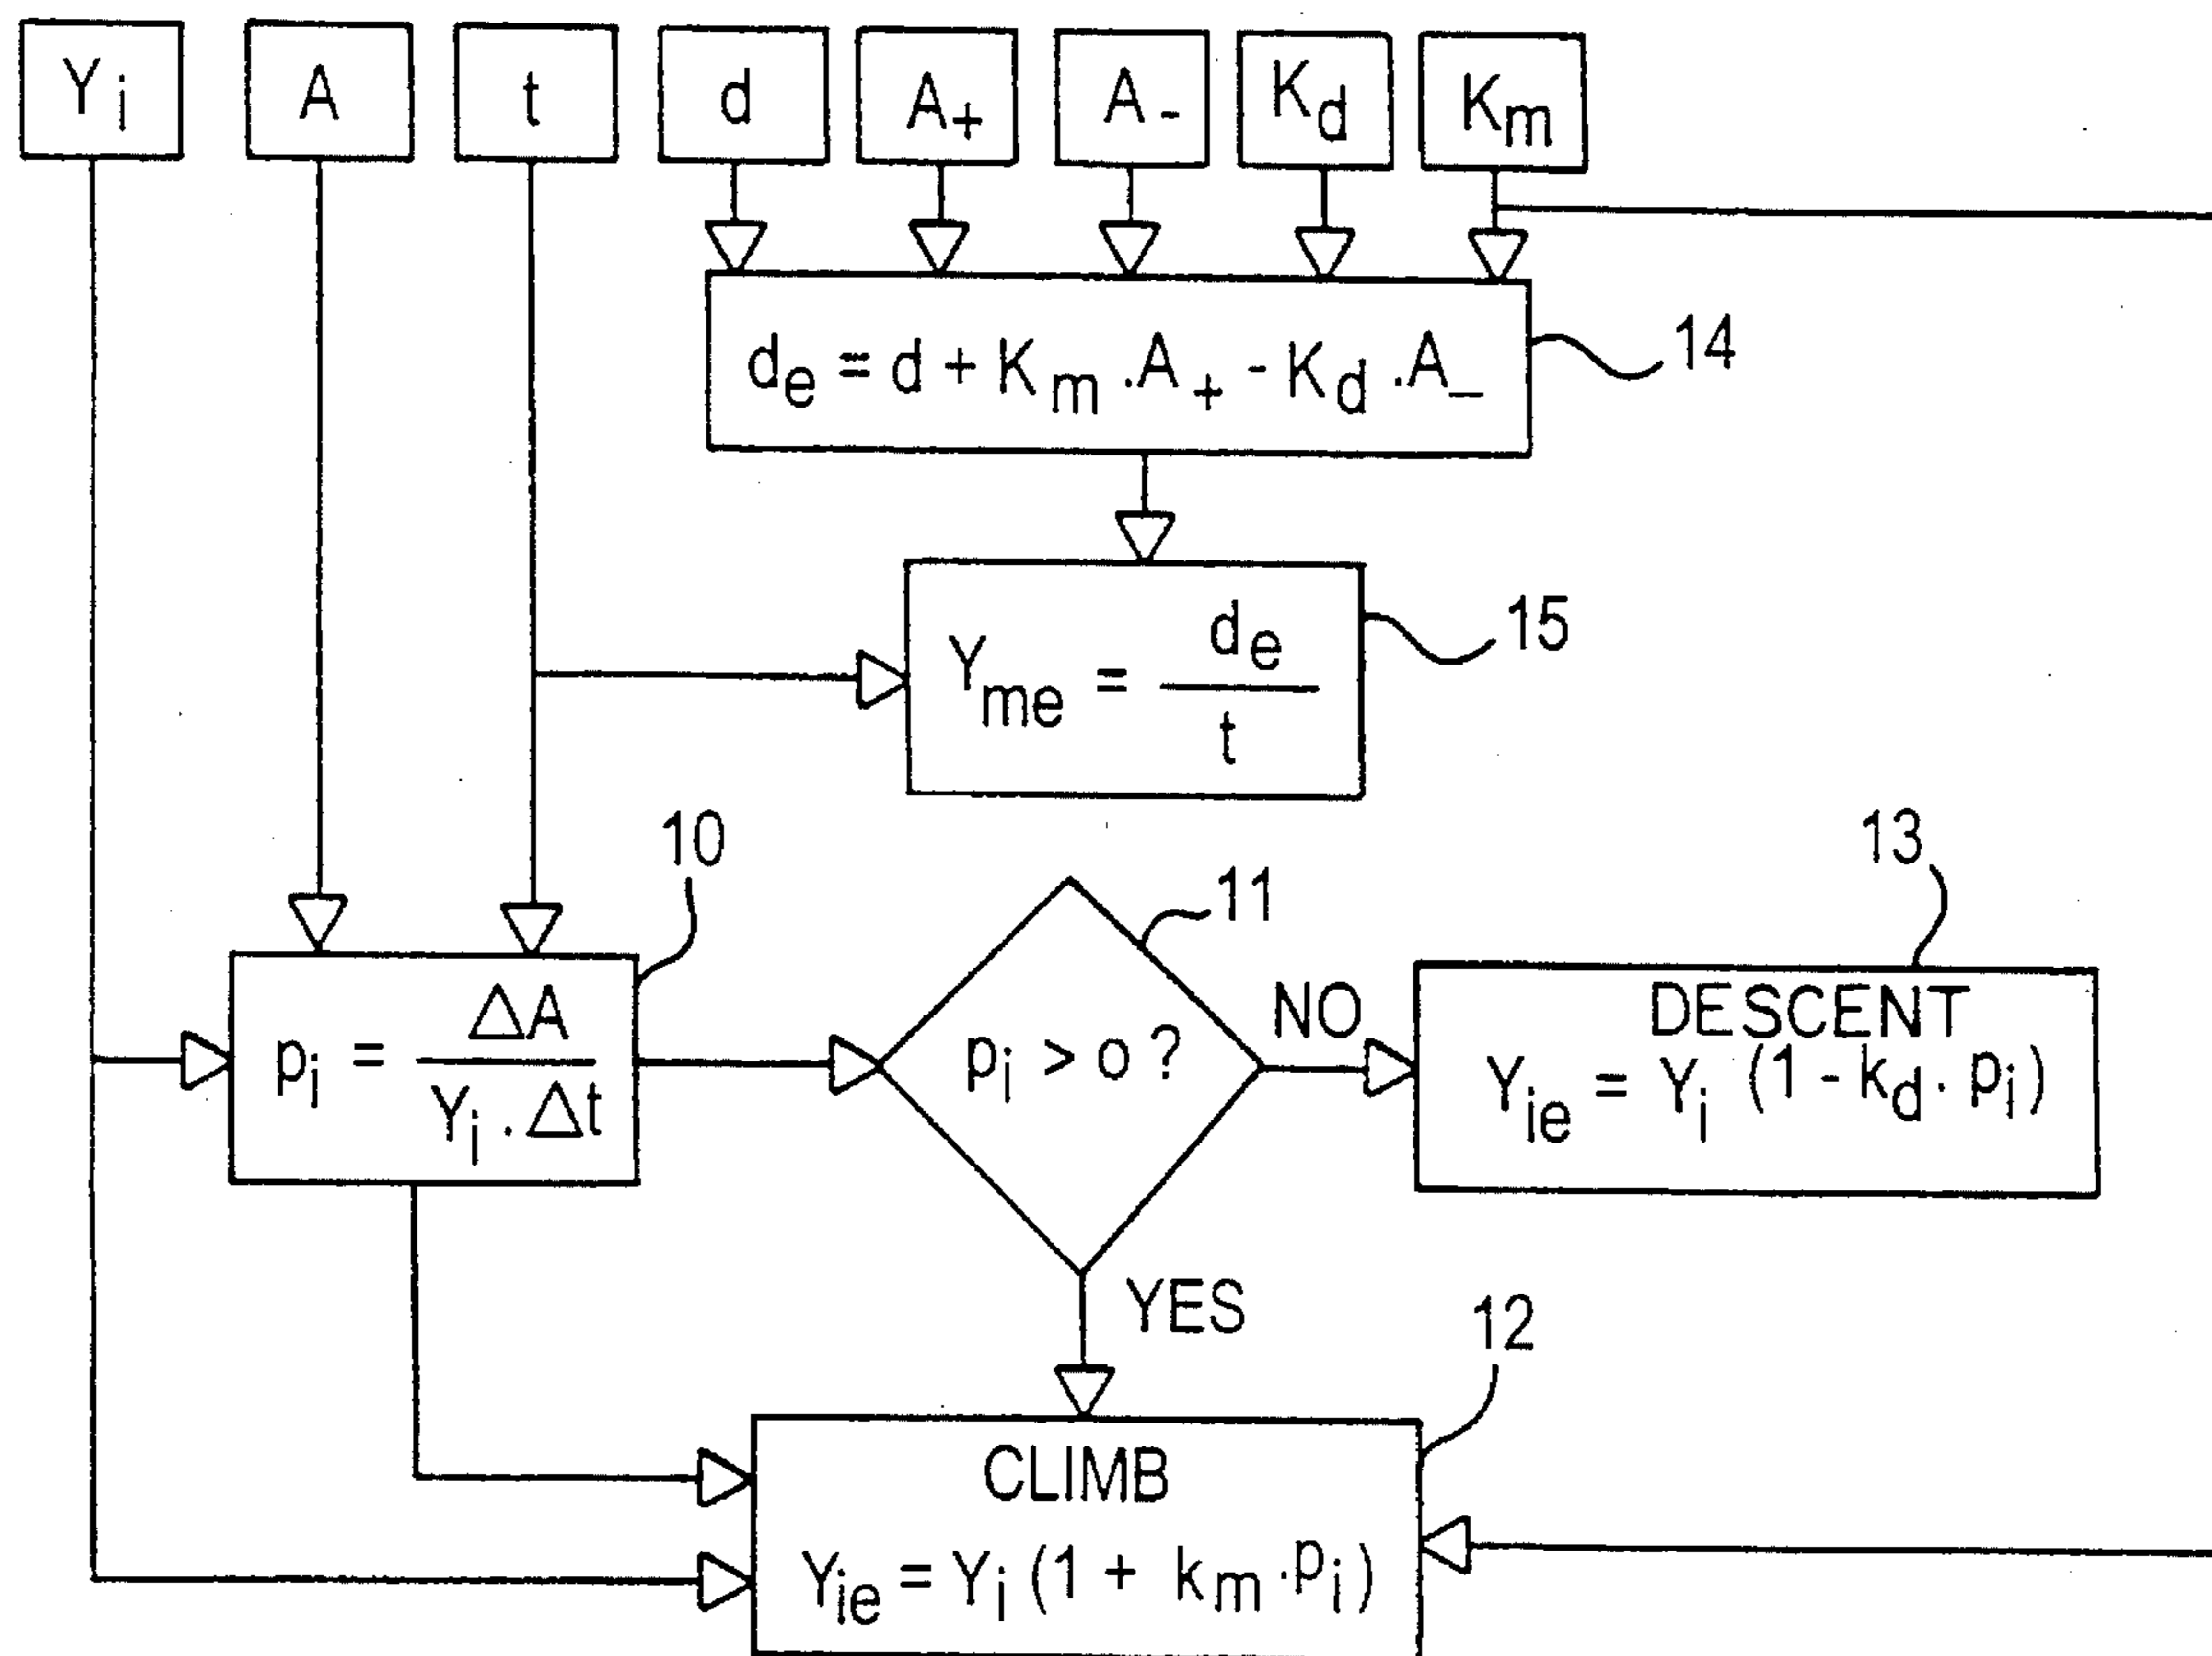 Yi A t d A+ A- Kd Km
de = d + Km .A+ - Kd .A_
14
Yme = de / t
15
10
pi = ΔA / Yi . Δt
11
pi > o ?
NO
YES
13
DESCENT
Yie = Yi (1 - kd . pi)
12
CLIMB
Yie = Yi (1 + km .pi)